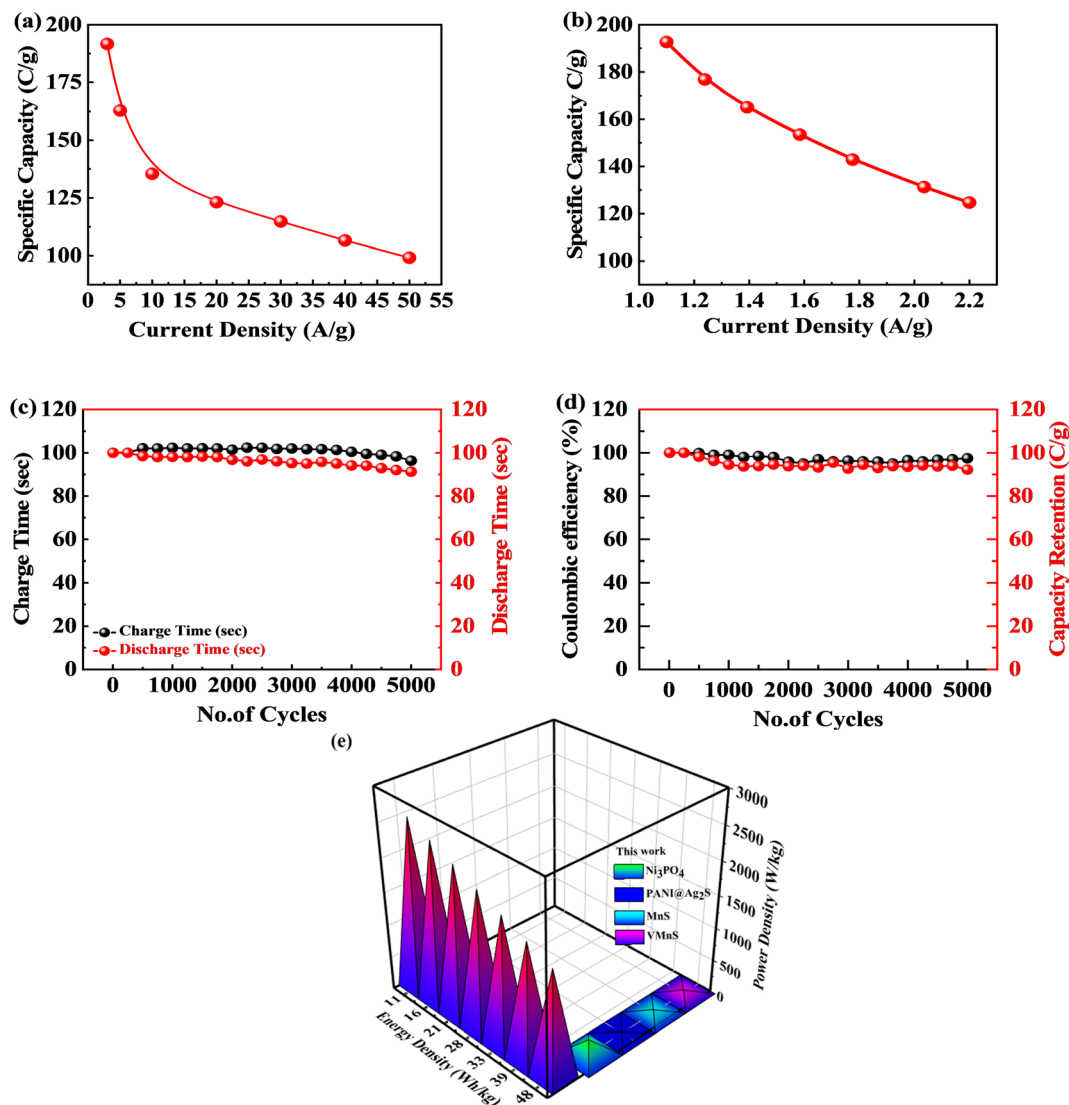 (a)
200
175
150
125
100
Specific Capacity (C/g)
0 5 10 15 20 25 30 35 40 45 50 55
Current Density (A/g)
(b)
200
180
160
140
120
100
Specific Capacity C/g)
1.0 1.2 1.4 1.6 1.8 2.0 2.2
Current Density (A/g)
(c)
120
100
80
60
40
20
0
Charge Time (sec)
120
100
80
60
40
20
0
Discharge Time (sec)
Charge Time (sec)
Discharge Time (sec)
0 1000 2000 3000 4000 5000
No.of Cycles
(d)
120
100
80
60
40
20
0
Coulombic efficiency (%)
120
100
80
60
40
20
0
Capacity Retention (C/g)
0 1000 2000 3000 4000 5000
No.of Cycles
(e)
3000
2500
2000
1500
1000
500
0
Power Density (W/kg)
This work
Ni₃PO₄
PANI@Ag₂S
MnS
VMnS
11 16 21 28 33 39 48
Energy Density (Wh/kg)